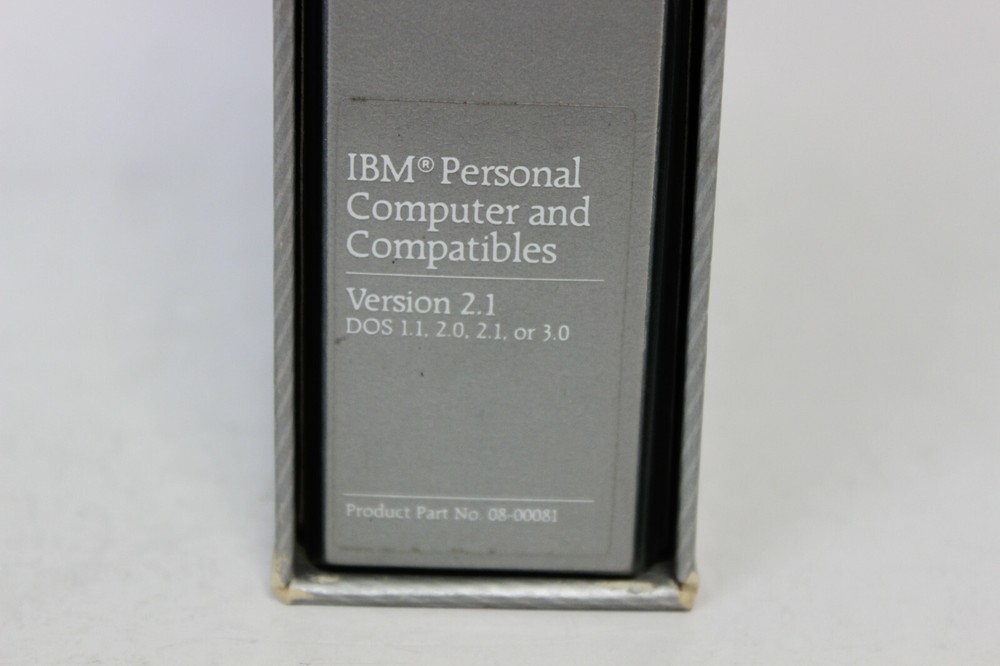 IBM® Personal
Computer and
Compatibles
Version 2.1
DOS 1.1, 2.0, 2.1, or 3.0
Product Part No. 08-00081